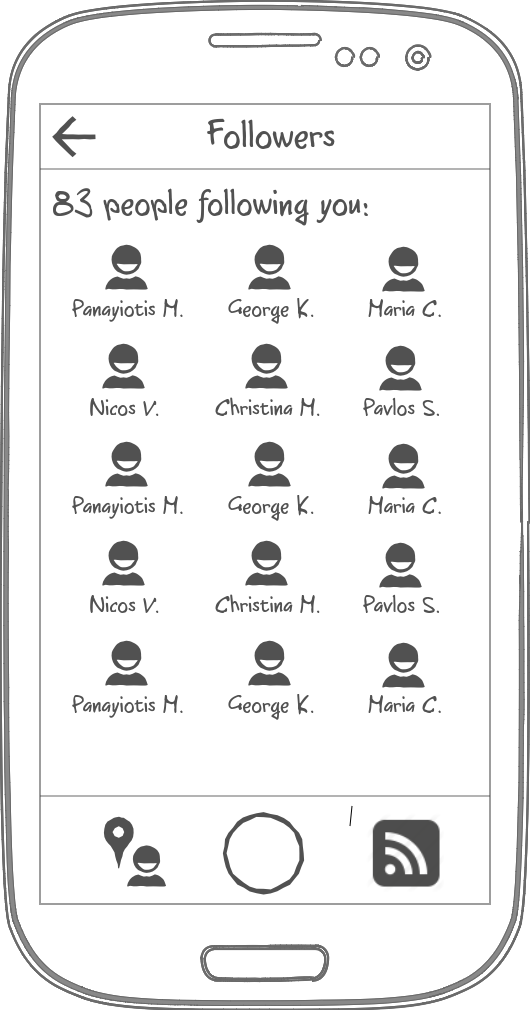 Followers
83 people following you:
Panayiotis M. George K. Maria C.
Nicos V. Christina M. Pavlos S.
Panayiotis M. George K. Maria C.
Nicos V. Christina M. Pavlos S.
Panayiotis M. George K. Maria C.